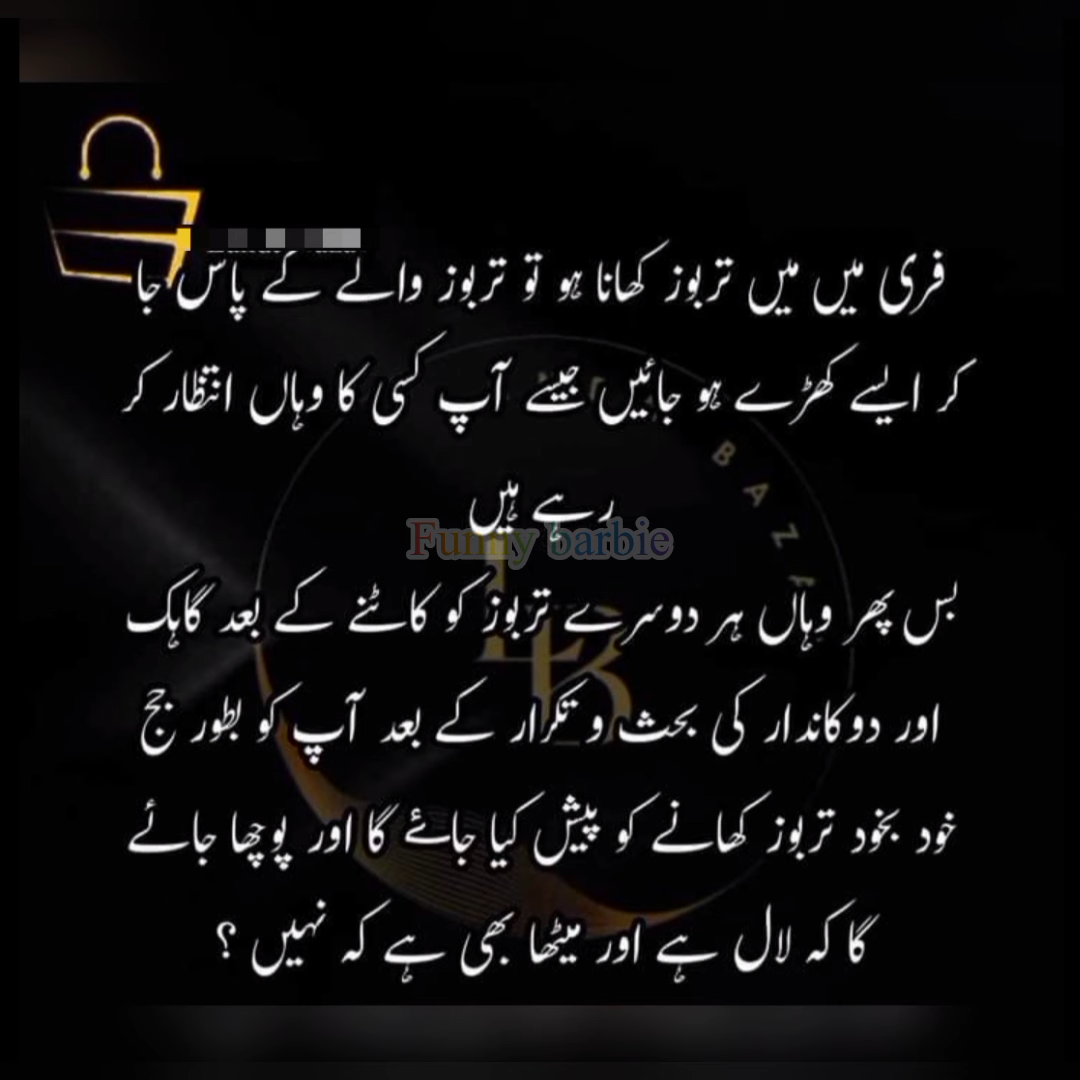 فری میں میں تربوز کھانا ہو تو تربوز والے کے پاس جا
کر ایسے کھڑے ہو جائیں جیسے آپ کسی کا وہاں انتظار کر
رہے ہیں
Funny barbie
بس پھر وہاں ہر دوسرے تربوز کو کاٹنے کے بعد گاہک
اور دوکاندار کی بحث و تکرار کے بعد آپ کو بطور جج
خود بخود تربوز کھانے کو پیش کیا جائے گا اور پوچھا جائے
گا کہ لال ہے اور میٹھا بھی ہے کہ نہیں ؟